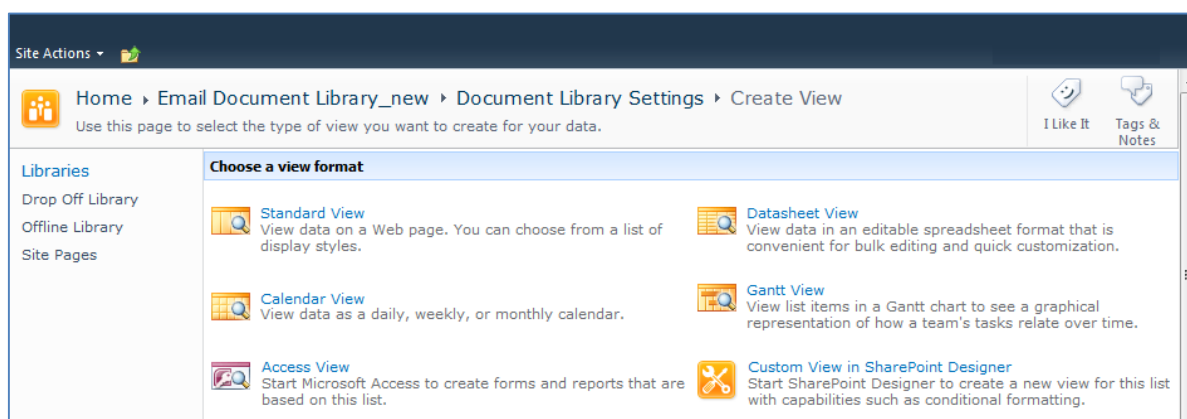 Site Actions
Home ▸ Email Document Library_new ▸ Document Library Settings ▸ Create View
Use this page to select the type of view you want to create for your data.
I Like It
Tags &
Notes
Libraries
Drop Off Library
Offline Library
Site Pages
Choose a view format
Standard View
View data on a Web page. You can choose from a list of
display styles.
Datasheet View
View data in an editable spreadsheet format that is
convenient for bulk editing and quick customization.
Calendar View
View data as a daily, weekly, or monthly calendar.
Gantt View
View list items in a Gantt chart to see a graphical
representation of how a team's tasks relate over time.
Access View
Start Microsoft Access to create forms and reports that are
based on this list.
Custom View in SharePoint Designer
Start SharePoint Designer to create a new view for this list
with capabilities such as conditional formatting.